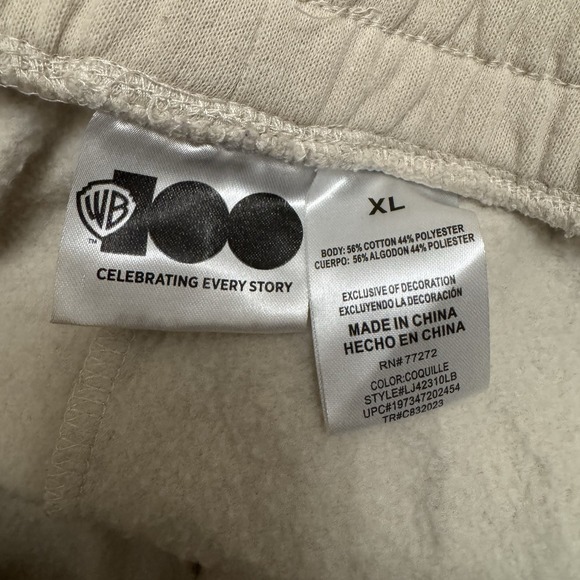 WB
TM
100
CELEBRATING EVERY STORY
XL
BODY: 56% COTTON 44% POLYESTER
CUERPO: 56% ALGODON 44% POLIESTER
EXCLUSIVE OF DECORATION
EXCLUYENDO LA DECORACIÓN
MADE IN CHINA
HECHO EN CHINA
RN# 77272
COLOR:COQUILLE
STYLE#LJ42310LB
UPC#197347202454
TR#C832023